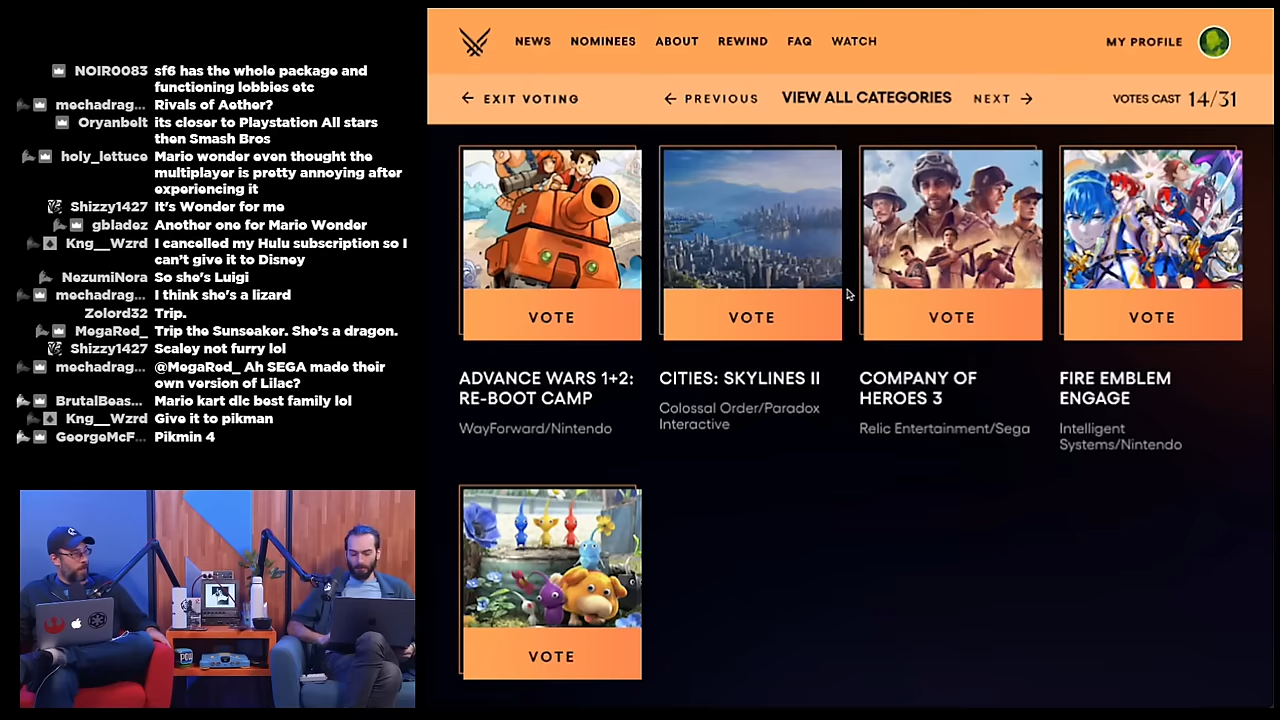 NOIR0083 sf6 has the whole package and
functioning lobbies etc
mechadrag... Rivals of Aether?
Oryanbelt its closer to Playstation All stars
then Smash Bros
holy_lettuce Mario wonder even thought the
multiplayer is pretty annoying after
experiencing it
Shizzy1427 It's Wonder for me
gbladez Another one for Mario Wonder
Kng__Wzrd I cancelled my Hulu subscription so I
can't give it to Disney
NezumiNora So she's Luigi
mechadrag... I think she's a lizard
Zolord32 Trip.
MegaRed_ Trip the Sunseaker. She's a dragon.
Shizzy1427 Scaley not furry lol
mechadrag... @MegaRed_ Ah SEGA made their
own version of Lilac?
BrutalBeas... Mario kart dlc best family lol
Kng__Wzrd Give it to pikman
GeorgeMcF... Pikmin 4
NEWS NOMINEES ABOUT REWIND FAQ WATCH MY PROFILE
← EXIT VOTING ← PREVIOUS VIEW ALL CATEGORIES NEXT → VOTES CAST 14/31
VOTE VOTE VOTE VOTE
ADVANCE WARS 1+2:
RE-BOOT CAMP
WayForward/Nintendo
CITIES: SKYLINES II
Colossal Order/Paradox
Interactive
COMPANY OF
HEROES 3
Relic Entertainment/Sega
FIRE EMBLEM
ENGAGE
Intelligent
Systems/Nintendo
VOTE
POW